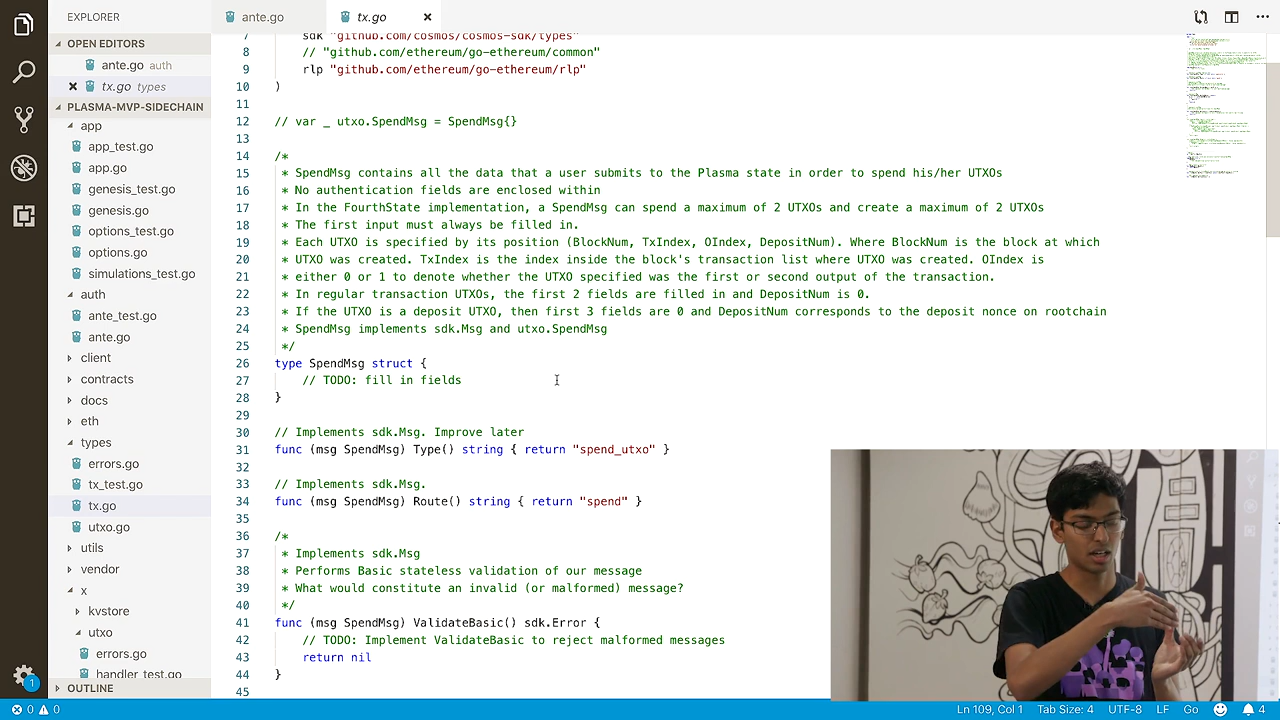 EXPLORER
OPEN EDITORS
ante.go auth
tx.go types
PLASMA-MVP-SIDECHAIN
app
app_test.go
app.go
genesis_test.go
genesis.go
options_test.go
options.go
simulations_test.go
auth
ante_test.go
ante.go
client
contracts
docs
eth
types
errors.go
tx_test.go
tx.go
utxo.go
utils
vendor
x
kvstore
utxo
errors.go
handler_test.go
OUTLINE
ante.go
tx.go
7 sdk "github.com/cosmos/cosmos-sdk/types"
8 // "github.com/ethereum/go-ethereum/common"
9 rlp "github.com/ethereum/go-ethereum/rlp"
10 )
11
12 // var _ utxo.SpendMsg = SpendMsg{}
13
14 /*
15 * SpendMsg contains all the data that a user submits to the Plasma state in order to spend his/her UTXOs
16 * No authentication fields are enclosed within
17 * In the FourthState implementation, a SpendMsg can spend a maximum of 2 UTXOs and create a maximum of 2 UTXOs
18 * The first input must always be filled in.
19 * Each UTXO is specified by its position (BlockNum, TxIndex, OIndex, DepositNum). Where BlockNum is the block at which
20 * UTXO was created. TxIndex is the index inside the block's transaction list where UTXO was created. OIndex is
21 * either 0 or 1 to denote whether the UTXO specified was the first or second output of the transaction.
22 * In regular transaction UTXOs, the first 2 fields are filled in and DepositNum is 0.
23 * If the UTXO is a deposit UTXO, then first 3 fields are 0 and DepositNum corresponds to the deposit nonce on rootchain
24 * SpendMsg implements sdk.Msg and utxo.SpendMsg
25 */
26 type SpendMsg struct {
27 // TODO: fill in fields
28 }
29
30 // Implements sdk.Msg. Improve later
31 func (msg SpendMsg) Type() string { return "spend_utxo" }
32
33 // Implements sdk.Msg.
34 func (msg SpendMsg) Route() string { return "spend" }
35
36 /*
37 * Implements sdk.Msg
38 * Performs Basic stateless validation of our message
39 * What would constitute an invalid (or malformed) message?
40 */
41 func (msg SpendMsg) ValidateBasic() sdk.Error {
42 // TODO: Implement ValidateBasic to reject malformed messages
43 return nil
44 }
45
1
0 0
Ln 109, Col 1 Tab Size: 4 UTF-8 LF Go 4